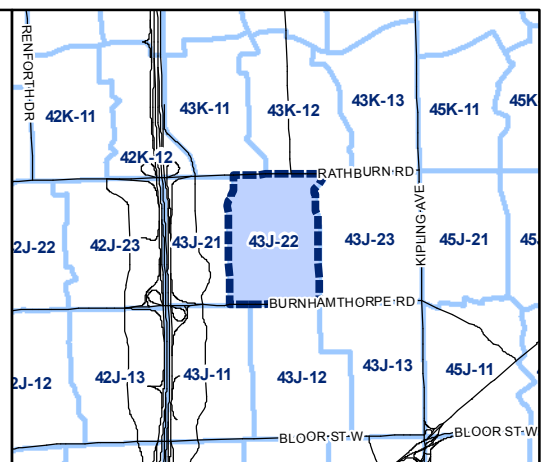 RENFORTH DR
42K-11
43K-11
43K-12
43K-13
45K-11
45K
42K-12
RATHBURN RD
2J-22
42J-23
43J-21
43J-22
43J-23
KIPLING AVE
45J-21
45J
BURNHAMTHORPE RD
2J-12
42J-13
43J-11
43J-12
43J-13
45J-11
BLOOR ST W
BLOOR ST W